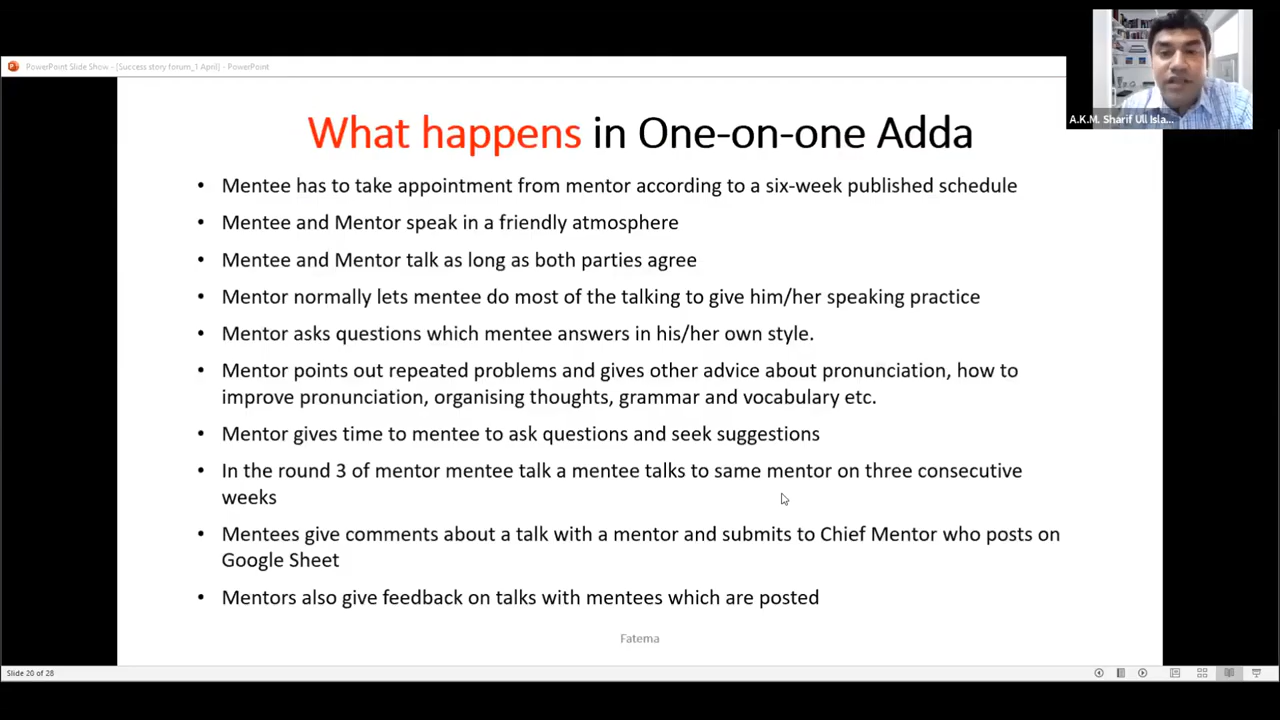 PowerPoint Slide Show - [Success story forum_1 April] - PowerPoint
A.K.M. Sharif Ull Isla...
What happens in One-on-one Adda
• Mentee has to take appointment from mentor according to a six-week published schedule
• Mentee and Mentor speak in a friendly atmosphere
• Mentee and Mentor talk as long as both parties agree
• Mentor normally lets mentee do most of the talking to give him/her speaking practice
• Mentor asks questions which mentee answers in his/her own style.
• Mentor points out repeated problems and gives other advice about pronunciation, how to
improve pronunciation, organising thoughts, grammar and vocabulary etc.
• Mentor gives time to mentee to ask questions and seek suggestions
• In the round 3 of mentor mentee talk a mentee talks to same mentor on three consecutive
weeks
• Mentees give comments about a talk with a mentor and submits to Chief Mentor who posts on
Google Sheet
• Mentors also give feedback on talks with mentees which are posted
Fatema
Slide 20 of 28